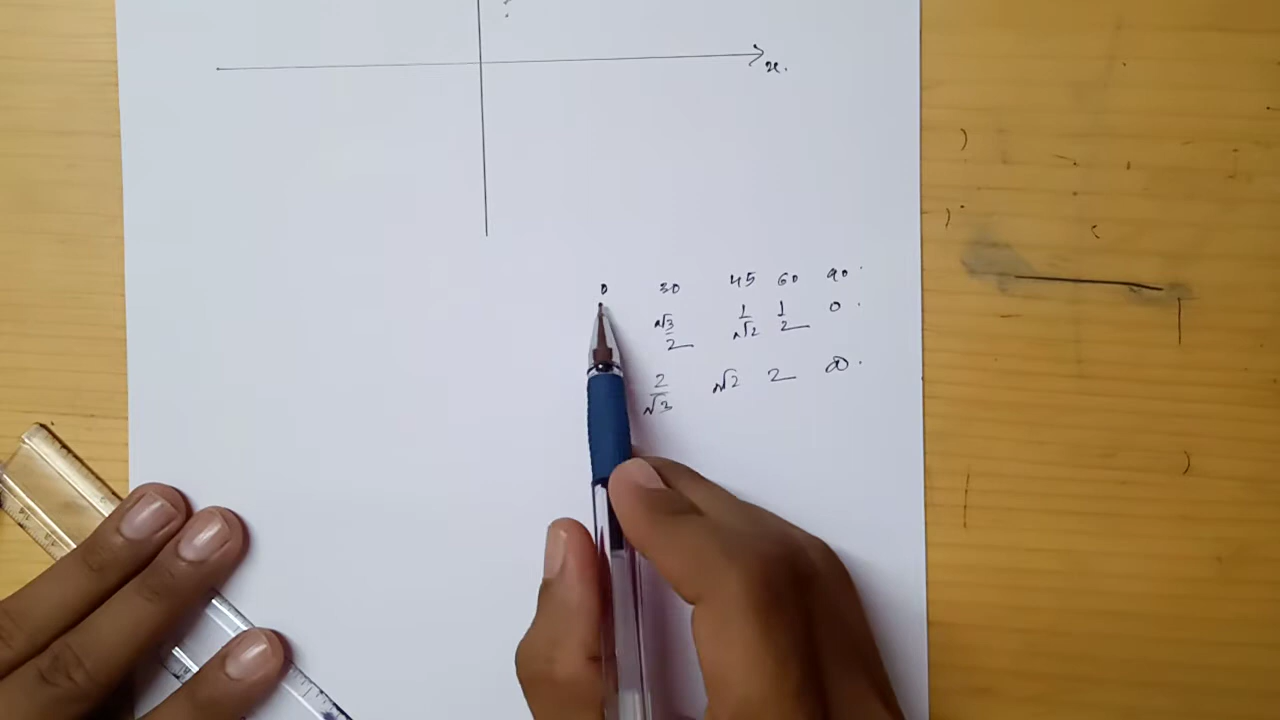 x.
0 30 45 60 90.
√3/2 1/√2 1/2 0.
2/√3 √2 2 ∞.